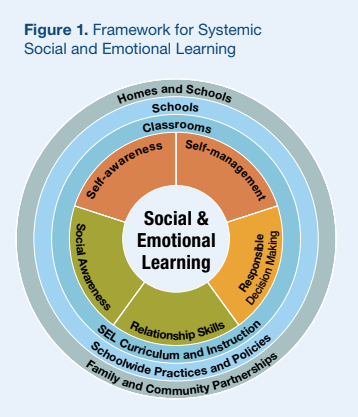 Figure 1. Framework for Systemic
Social and Emotional Learning
Homes and Schools
Schools
Classrooms
Self-awareness
Self-management
Social &
Emotional
Learning
Social Awareness
Responsible
Decision Making
Relationship Skills
SEL Curriculum and Instruction
Schoolwide Practices and Policies
Family and Community Partnerships